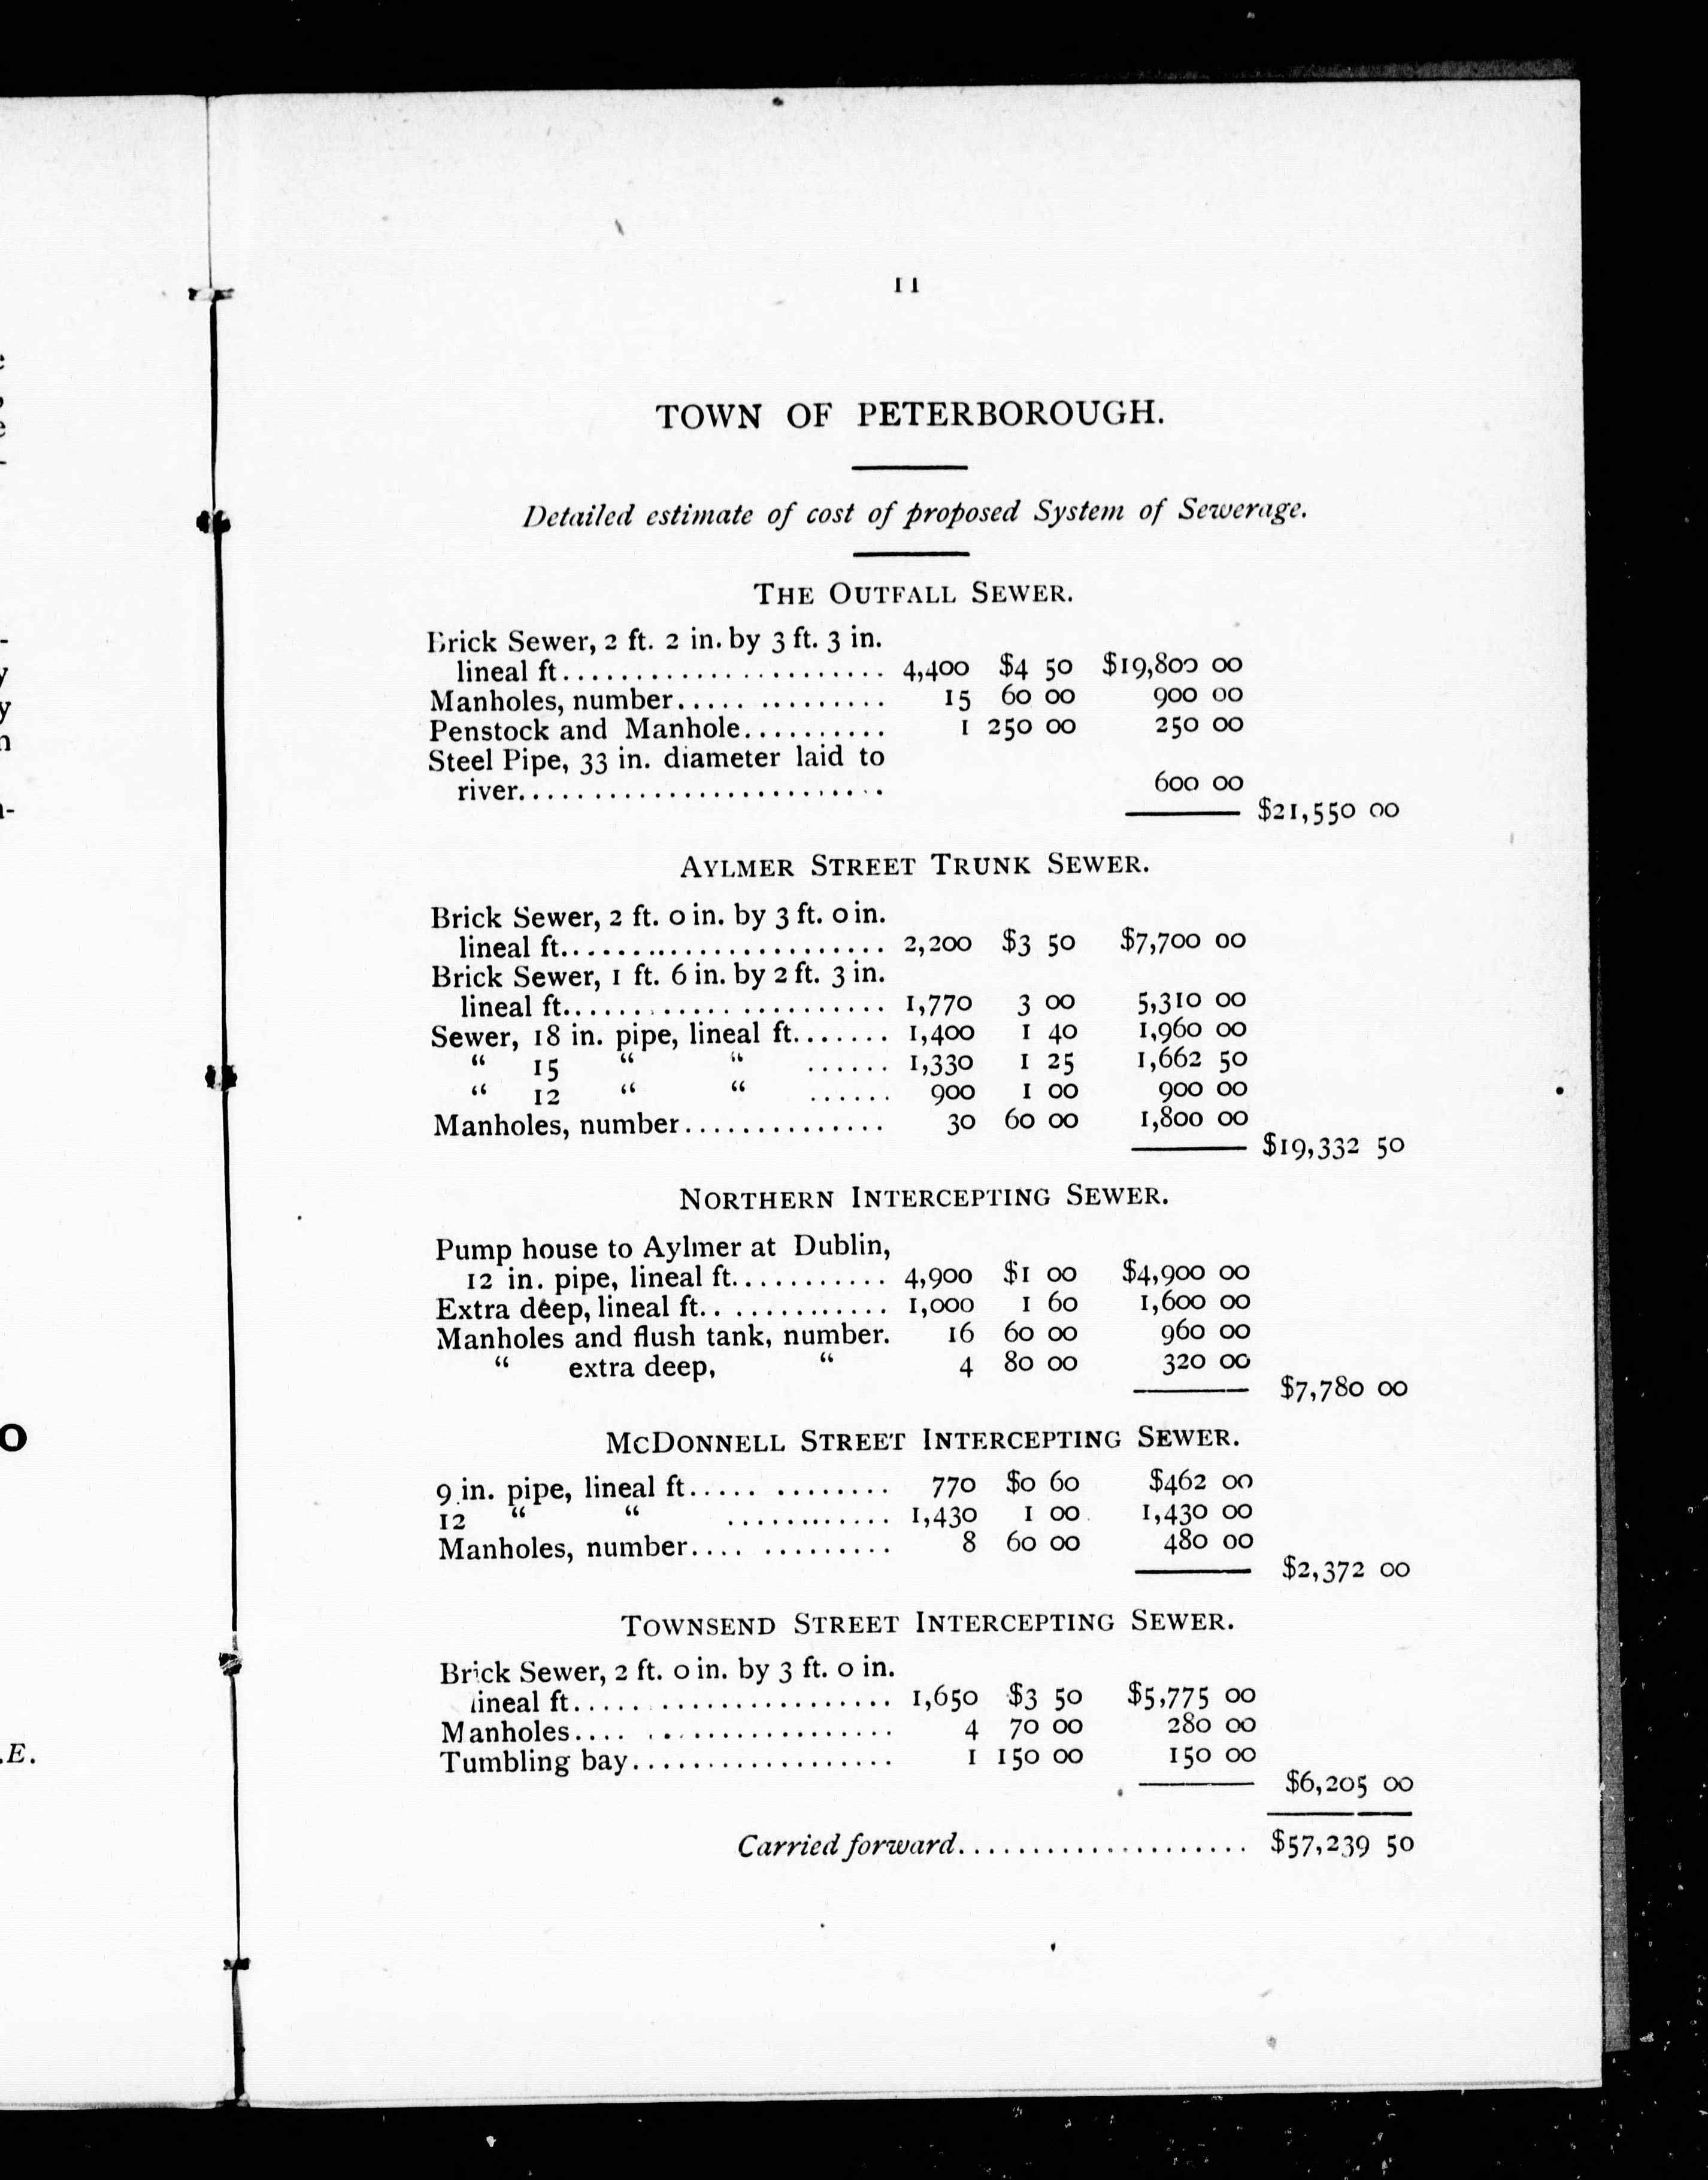 11
TOWN OF PETERBOROUGH.
Detailed estimate of cost of proposed System of Sewerage.
THE OUTFALL SEWER.
Brick Sewer, 2 ft. 2 in. by 3 ft. 3 in.
lineal ft....................... 4,400 $4 50 $19,800 00
Manholes, number.............. 15 60 00 900 00
Penstock and Manhole.......... 1 250 00 250 00
Steel Pipe, 33 in. diameter laid to
river......................... 600 00
$21,550 00
AYLMER STREET TRUNK SEWER.
Brick Sewer, 2 ft. 0 in. by 3 ft. 0 in.
lineal ft....................... 2,200 $3 50 $7,700 00
Brick Sewer, 1 ft. 6 in. by 2 ft. 3 in.
lineal ft....................... 1,770 3 00 5,310 00
Sewer, 18 in. pipe, lineal ft....... 1,400 1 40 1,960 00
“ 15 “ “ ...... 1,330 1 25 1,662 50
“ 12 “ “ ...... 900 1 00 900 00
Manholes, number.............. 30 60 00 1,800 00
$19,332 50
NORTHERN INTERCEPTING SEWER.
Pump house to Aylmer at Dublin,
12 in. pipe, lineal ft........... 4,900 $1 00 $4,900 00
Extra deep, lineal ft............. 1,000 1 60 1,600 00
Manholes and flush tank, number. 16 60 00 960 00
“ extra deep, “ 4 80 00 320 00
$7,780 00
MCDONNELL STREET INTERCEPTING SEWER.
9 in. pipe, lineal ft............. 770 $0 60 $462 00
12 “ “ ........... 1,430 1 00 1,430 00
Manholes, number............. 8 60 00 480 00
$2,372 00
TOWNSEND STREET INTERCEPTING SEWER.
Brick Sewer, 2 ft. 0 in. by 3 ft. 0 in.
lineal ft...................... 1,650 $3 50 $5,775 00
Manholes..................... 4 70 00 280 00
Tumbling bay.................. 1 150 00 150 00
$6,205 00
Carried forward.................... $57,239 50
O
.E.